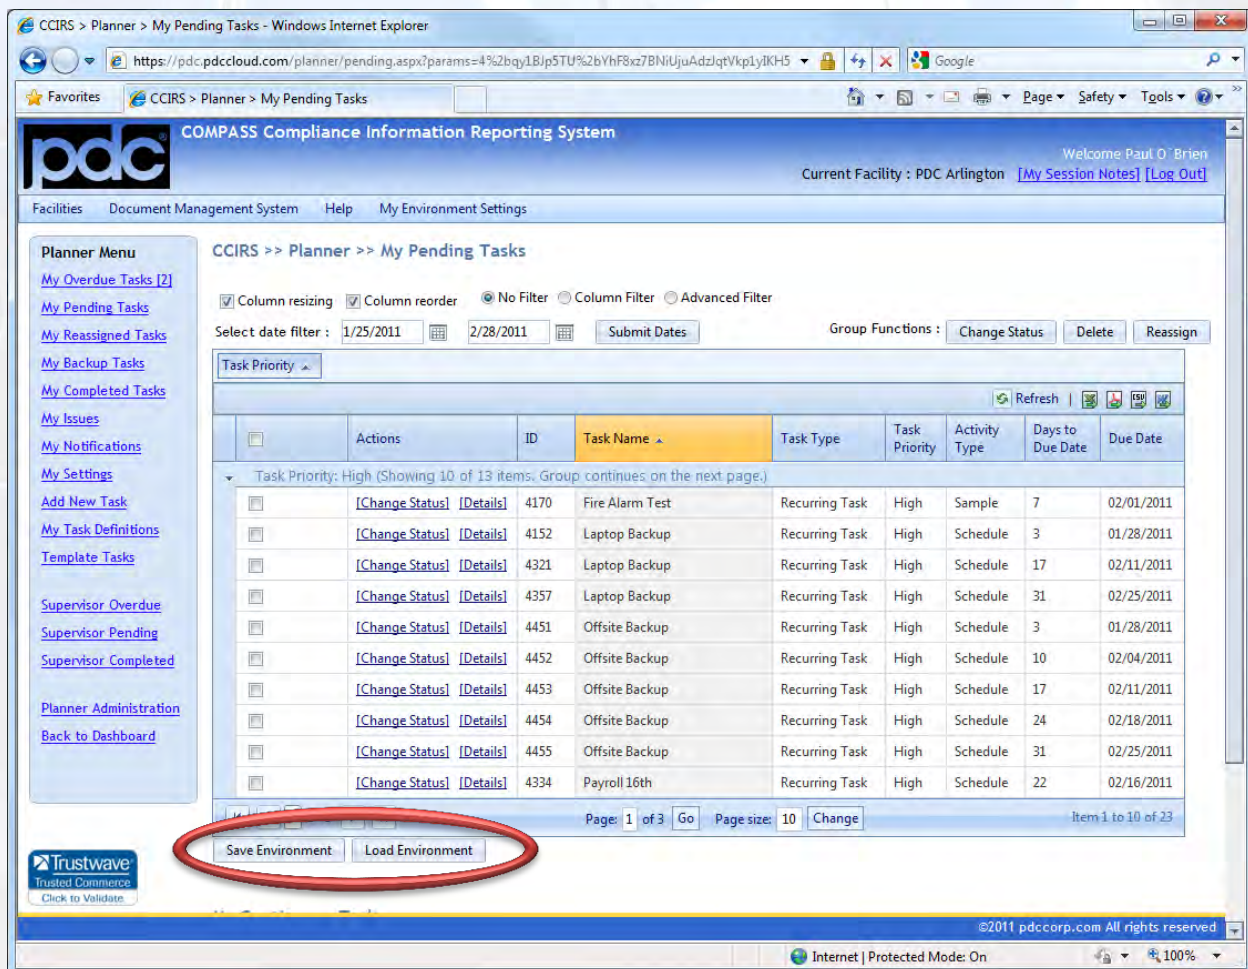 CCIRS > Planner > My Pending Tasks - Windows Internet Explorer
https://pdc.pdccloud.com/planner/pending.aspx?params=4%2bqy1BJp5TU%2bYhF8xz7BNiUjuAdzJqtVkp1yIKH5
Google
Favorites CCIRS > Planner > My Pending Tasks Page Safety Tools
pdc COMPASS Compliance Information Reporting System
Welcome Paul O'Brien
Current Facility : PDC Arlington [My Session Notes] [Log Out]
Facilities Document Management System Help My Environment Settings
Planner Menu
My Overdue Tasks [2]
My Pending Tasks
My Reassigned Tasks
My Backup Tasks
My Completed Tasks
My Issues
My Notifications
My Settings
Add New Task
My Task Definitions
Template Tasks
Supervisor Overdue
Supervisor Pending
Supervisor Completed
Planner Administration
Back to Dashboard
CCIRS >> Planner >> My Pending Tasks
Column resizing Column reorder No Filter Column Filter Advanced Filter
Select date filter : 1/25/2011 2/28/2011 Submit Dates Group Functions : Change Status Delete Reassign
Task Priority
Refresh |
Actions ID Task Name Task Type Task Priority Activity Type Days to Due Date Due Date
Task Priority: High (Showing 10 of 13 items. Group continues on the next page.)
[Change Status] [Details] 4170 Fire Alarm Test Recurring Task High Sample 7 02/01/2011
[Change Status] [Details] 4152 Laptop Backup Recurring Task High Schedule 3 01/28/2011
[Change Status] [Details] 4321 Laptop Backup Recurring Task High Schedule 17 02/11/2011
[Change Status] [Details] 4357 Laptop Backup Recurring Task High Schedule 31 02/25/2011
[Change Status] [Details] 4451 Offsite Backup Recurring Task High Schedule 3 01/28/2011
[Change Status] [Details] 4452 Offsite Backup Recurring Task High Schedule 10 02/04/2011
[Change Status] [Details] 4453 Offsite Backup Recurring Task High Schedule 17 02/11/2011
[Change Status] [Details] 4454 Offsite Backup Recurring Task High Schedule 24 02/18/2011
[Change Status] [Details] 4455 Offsite Backup Recurring Task High Schedule 31 02/25/2011
[Change Status] [Details] 4334 Payroll 16th Recurring Task High Schedule 22 02/16/2011
Page: 1 of 3 Go Page size: 10 Change Item 1 to 10 of 23
Save Environment Load Environment
Trustwave
Trusted Commerce
Click to Validate
©2011 pdccorp.com All rights reserved
Internet | Protected Mode: On 100%